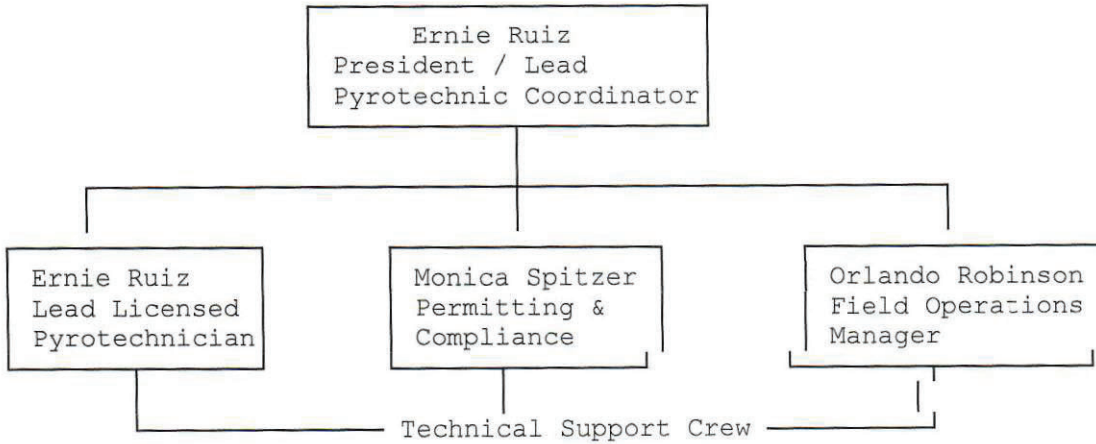 Ernie Ruiz
President / Lead
Pyrotechnic Coordinator
Ernie Ruiz
Lead Licensed
Pyrotechnician
Monica Spitzer
Permitting &
Compliance
Orlando Robinson
Field Operations
Manager
Technical Support Crew